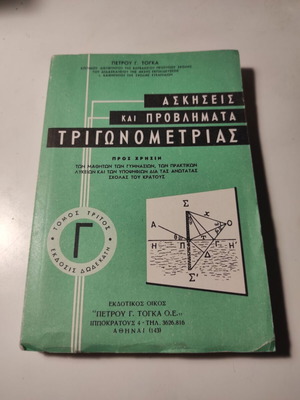 ΠΕΤΡΟΥ Γ. ΤΟΓΚΑ
ΑΣΚΗΣΕΙΣ
ΚΑΙ ΠΡΟΒΛΗΜΑΤΑ
ΤΡΙΓΩΝΟΜΕΤΡΙΑΣ
ΠΡΟΣ ΧΡΗΣΙΝ
ΤΩΝ ΜΑΘΗΤΩΝ ΤΩΝ ΓΥΜΝΑΣΙΩΝ, ΤΩΝ ΠΡΑΚΤΙΚΩΝ
ΛΥΚΕΙΩΝ ΚΑΙ ΤΩΝ ΥΠΟΨΗΦΙΩΝ ΔΙΑ ΤΑΣ ΑΝΩΤΑΤΑΣ
ΣΧΟΛΑΣ ΤΟΥ ΚΡΑΤΟΥΣ
ΤΟΜΟΣ ΤΡΙΤΟΣ
Γ
ΕΚΔΟΣΙΣ ΔΩΔΕΚΑΤΗ
Σ
Α Ο
Η Π Γ Η'
Σ'
ΕΚΔΟΤΙΚΟΣ ΟΙΚΟΣ
"ΠΕΤΡΟΥ Γ. ΤΟΓΚΑ Ο.Ε."
ΙΠΠΟΚΡΑΤΟΥΣ 4 - ΤΗΛ. 3626.816
ΑΘΗΝΑΙ (143)